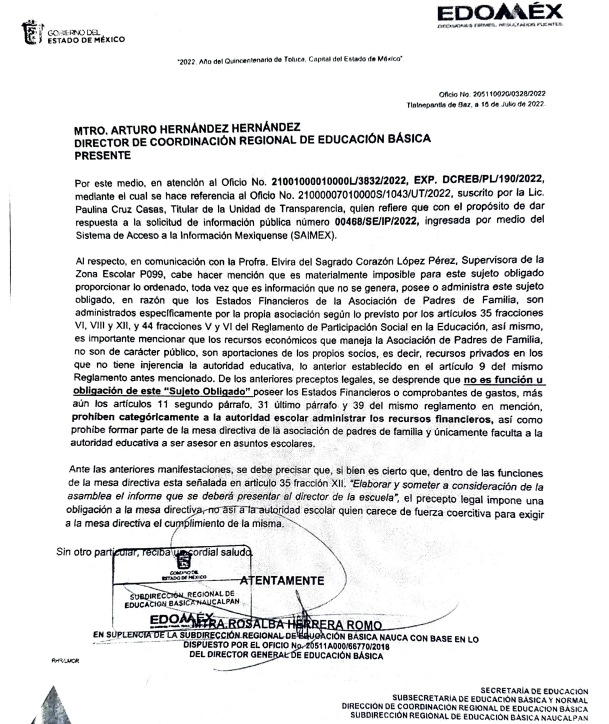 GOBIERNO DEL
ESTADO DE MÉXICO
EDOMÉX
DECISIONES FIRMES, RESULTADOS FUERTES.
"2022. Año del Quincentenario de Toluca, Capital del Estado de México"
Oficio No. 205110020/0328/2022
Tlalnepantla de Baz, a 15 de Julio de 2022.
MTRO. ARTURO HERNÁNDEZ HERNÁNDEZ
DIRECTOR DE COORDINACIÓN REGIONAL DE EDUCACIÓN BÁSICA
PRESENTE
Por este medio, en atención al Oficio No. 21001000010000L/3832/2022, EXP. DCREB/PL/190/2022,
mediante el cual se hace referencia al Oficio No. 21000007010000S/1043/UT/2022, suscrito por la Lic.
Paulina Cruz Casas, Titular de la Unidad de Transparencia, quien refiere que con el propósito de dar
respuesta a la solicitud de información pública número 00468/SE/IP/2022, ingresada por medio del
Sistema de Acceso a la Información Mexiquense (SAIMEX).
Al respecto, en comunicación con la Profra. Elvira del Sagrado Corazón López Pérez, Supervisora de la
Zona Escolar P099, cabe hacer mención que es materialmente imposible para este sujeto obligado
proporcionar lo ordenado, toda vez que es información que no se genera, posee o administra este sujeto
obligado, en razón que los Estados Financieros de la Asociación de Padres de Familia, son
administrados específicamente por la propia asociación según lo previsto por los artículos 35 fracciones
VI, VIII y XII, y 44 fracciones V y VI del Reglamento de Participación Social en la Educación, así mismo,
es importante mencionar que los recursos económicos que maneja la Asociación de Padres de Familia,
no son de carácter público, son aportaciones de los propios socios, es decir, recursos privados en los
que no tiene injerencia la autoridad educativa, lo anterior establecido en el artículo 9 del mismo
Reglamento antes mencionado. De los anteriores preceptos legales, se desprende que no es función u
obligación de este "Sujeto Obligado" poseer los Estados Financieros o comprobantes de gastos, más
aún los artículos 11 segundo párrafo, 31 último párrafo y 39 del mismo reglamento en mención,
prohíben categóricamente a la autoridad escolar administrar los recursos financieros, así como
prohíbe formar parte de la mesa directiva de la asociación de padres de familia y únicamente faculta a la
autoridad educativa a ser asesor en asuntos escolares.
Ante las anteriores manifestaciones, se debe precisar que, si bien es cierto que, dentro de las funciones
de la mesa directiva esta señalada en artículo 35 fracción XII. "Elaborar y someter a consideración de la
asamblea el informe que se deberá presentar al director de la escuela", el precepto legal impone una
obligación a la mesa directiva, no así a la autoridad escolar quien carece de fuerza coercitiva para exigir
a la mesa directiva el cumplimiento de la misma.
Sin otro particular, reciba un cordial saludo.
GOBIERNO DEL
ESTADO DE MÉXICO
ATENTAMENTE
SUBDIRECCIÓN REGIONAL DE
EDUCACIÓN BÁSICA NAUCALPAN
EDOMÉX
MTRA. ROSALBA HERRERA ROMO
EN SUPLENCIA DE LA SUBDIRECCIÓN REGIONAL DE EDUCACIÓN BÁSICA NAUCA CON BASE EN LO
DISPUESTO POR EL OFICIO No. 20511A000/66770/2018
DEL DIRECTOR GENERAL DE EDUCACIÓN BÁSICA
SECRETARÍA DE EDUCACIÓN
SUBSECRETARÍA DE EDUCACIÓN BÁSICA Y NORMAL
DIRECCIÓN DE COORDINACIÓN REGIONAL DE EDUCACIÓN BÁSICA
SUBDIRECCIÓN REGIONAL DE EDUCACIÓN BÁSICA NAUCALPAN